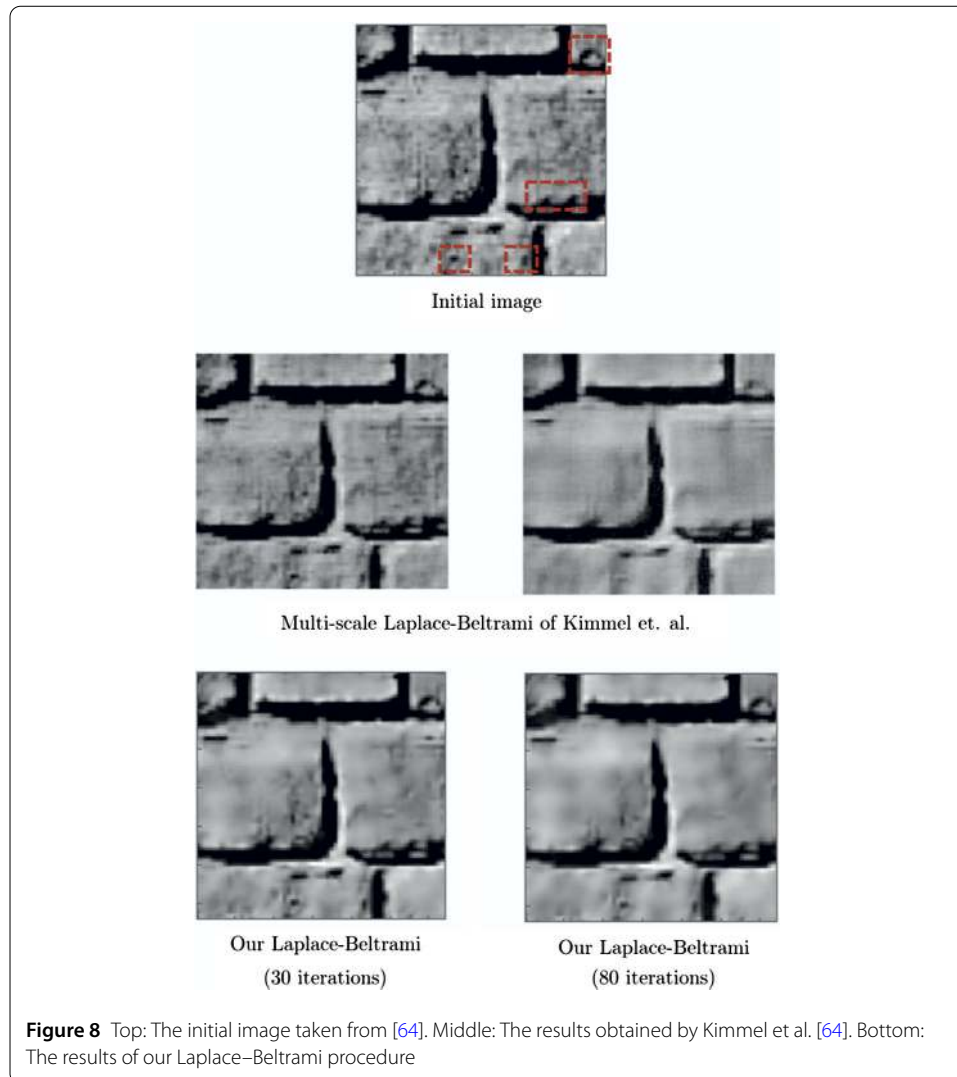 Initial image
Multi-scale Laplace-Beltrami of Kimmel et. al.
Our Laplace-Beltrami
(30 iterations)
Our Laplace-Beltrami
(80 iterations)
Figure 8 Top: The initial image taken from [64]. Middle: The results obtained by Kimmel et al. [64]. Bottom:
The results of our Laplace–Beltrami procedure